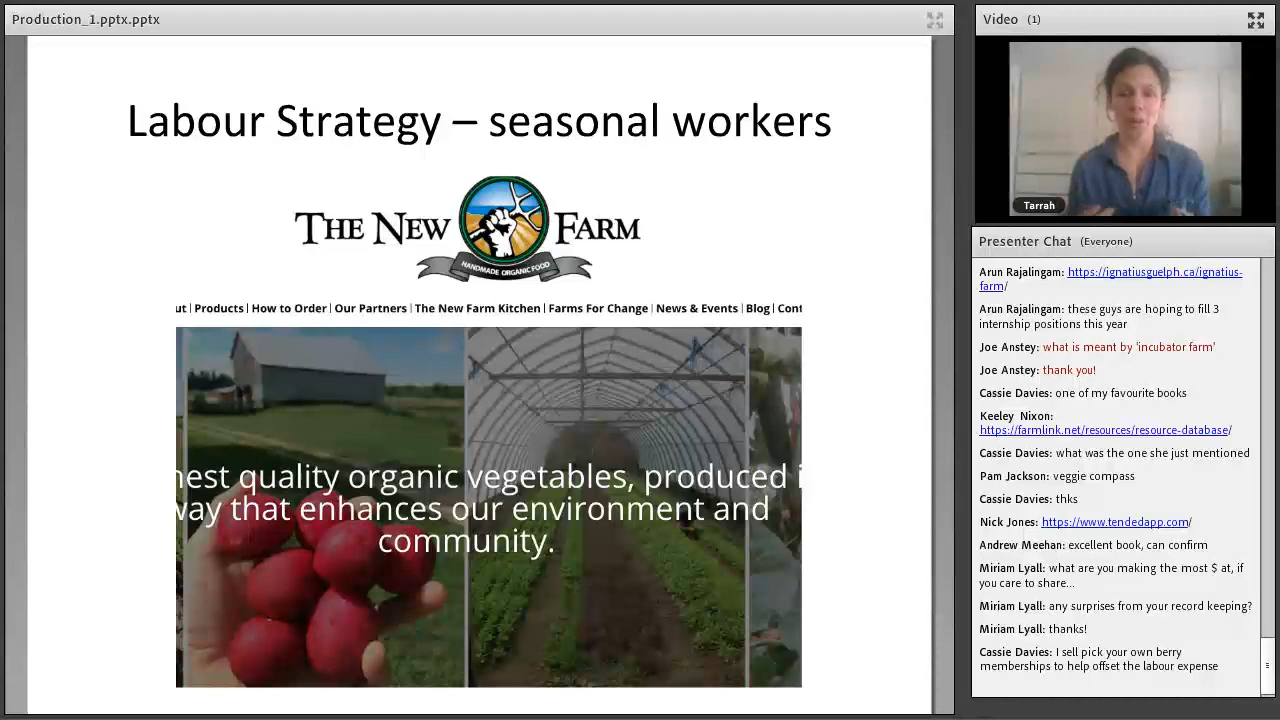 Production_1.pptx.pptx
Labour Strategy – seasonal workers
THE NEW FARM
HANDMADE ORGANIC FOOD
ut | Products | How to Order | Our Partners | The New Farm Kitchen | Farms For Change | News & Events | Blog | Cont
nest quality organic vegetables, produced i
way that enhances our environment and
community.
Video (1)
Tarrah
Presenter Chat (Everyone)
Arun Rajalingam: https://ignatiusguelph.ca/ignatius-
farm/
Arun Rajalingam: these guys are hoping to fill 3
internship positions this year
Joe Anstey: what is meant by 'incubator farm'
Joe Anstey: thank you!
Cassie Davies: one of my favourite books
Keeley Nixon:
https://farmlink.net/resources/resource-database/
Cassie Davies: what was the one she just mentioned
Pam Jackson: veggie compass
Cassie Davies: thks
Nick Jones: https://www.tendedapp.com/
Andrew Meehan: excellent book, can confirm
Miriam Lyall: what are you making the most $ at, if
you care to share...
Miriam Lyall: any surprises from your record keeping?
Miriam Lyall: thanks!
Cassie Davies: I sell pick your own berry
memberships to help offset the labour expense